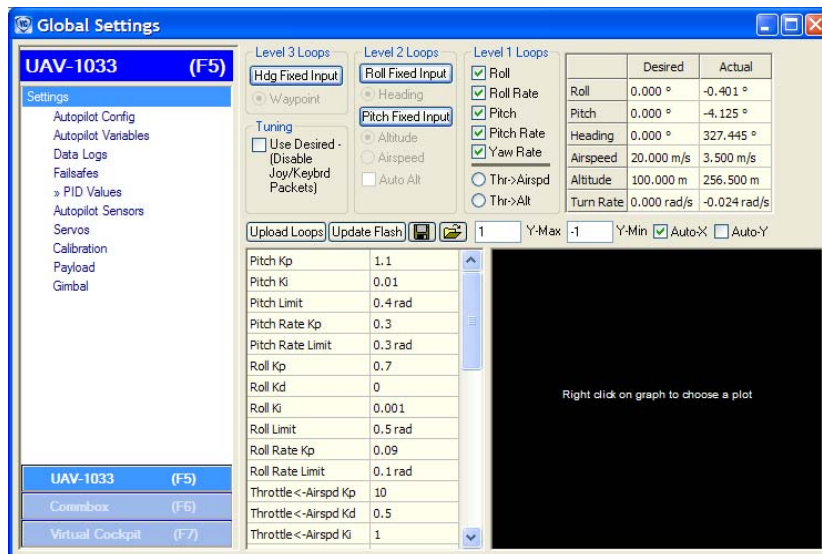 Global Settings
UAV-1033 (F5)
Settings
Autopilot Config
Autopilot Variables
Data Logs
Failsafes
» PID Values
Autopilot Sensors
Servos
Calibration
Payload
Gimbal
UAV-1033 (F5)
Commbox (F6)
Virtual Cockpit (F7)
Level 3 Loops
Hdg Fixed Input
Waypoint
Tuning
Use Desired -
(Disable
Joy/Keybrd
Packets)
Level 2 Loops
Roll Fixed Input
Heading
Pitch Fixed Input
Altitude
Airspeed
Auto Alt
Level 1 Loops
Roll
Roll Rate
Pitch
Pitch Rate
Yaw Rate
Thr->Airspd
Thr->Alt
Desired Actual
Roll 0.000 ° -0.401 °
Pitch 0.000 ° -4.125 °
Heading 0.000 ° 327.445 °
Airspeed 20.000 m/s 3.500 m/s
Altitude 100.000 m 256.500 m
Turn Rate 0.000 rad/s -0.024 rad/s
Upload Loops Update Flash 1 Y-Max -1 Y-Min Auto-X Auto-Y
Pitch Kp 1.1
Pitch Ki 0.01
Pitch Limit 0.4 rad
Pitch Rate Kp 0.3
Pitch Rate Limit 0.3 rad
Roll Kp 0.7
Roll Kd 0
Roll Ki 0.001
Roll Limit 0.5 rad
Roll Rate Kp 0.09
Roll Rate Limit 0.1 rad
Throttle<-Airspd Kp 10
Throttle<-Airspd Kd 0.5
Throttle<-Airspd Ki 1
Right click on graph to choose a plot